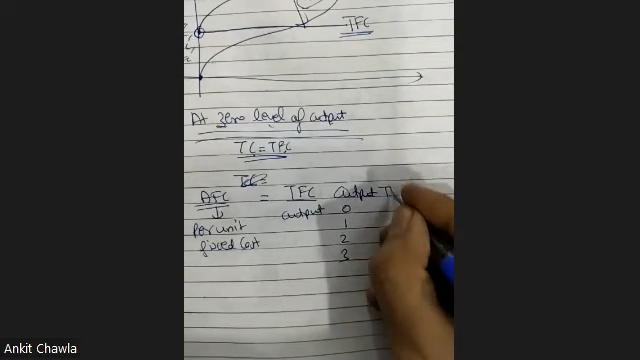 TFC
At zero level of output
TC = TFC
AFC = TFC output
output 0
Per unit 1
fixed cost 2
3
Ankit Chawla